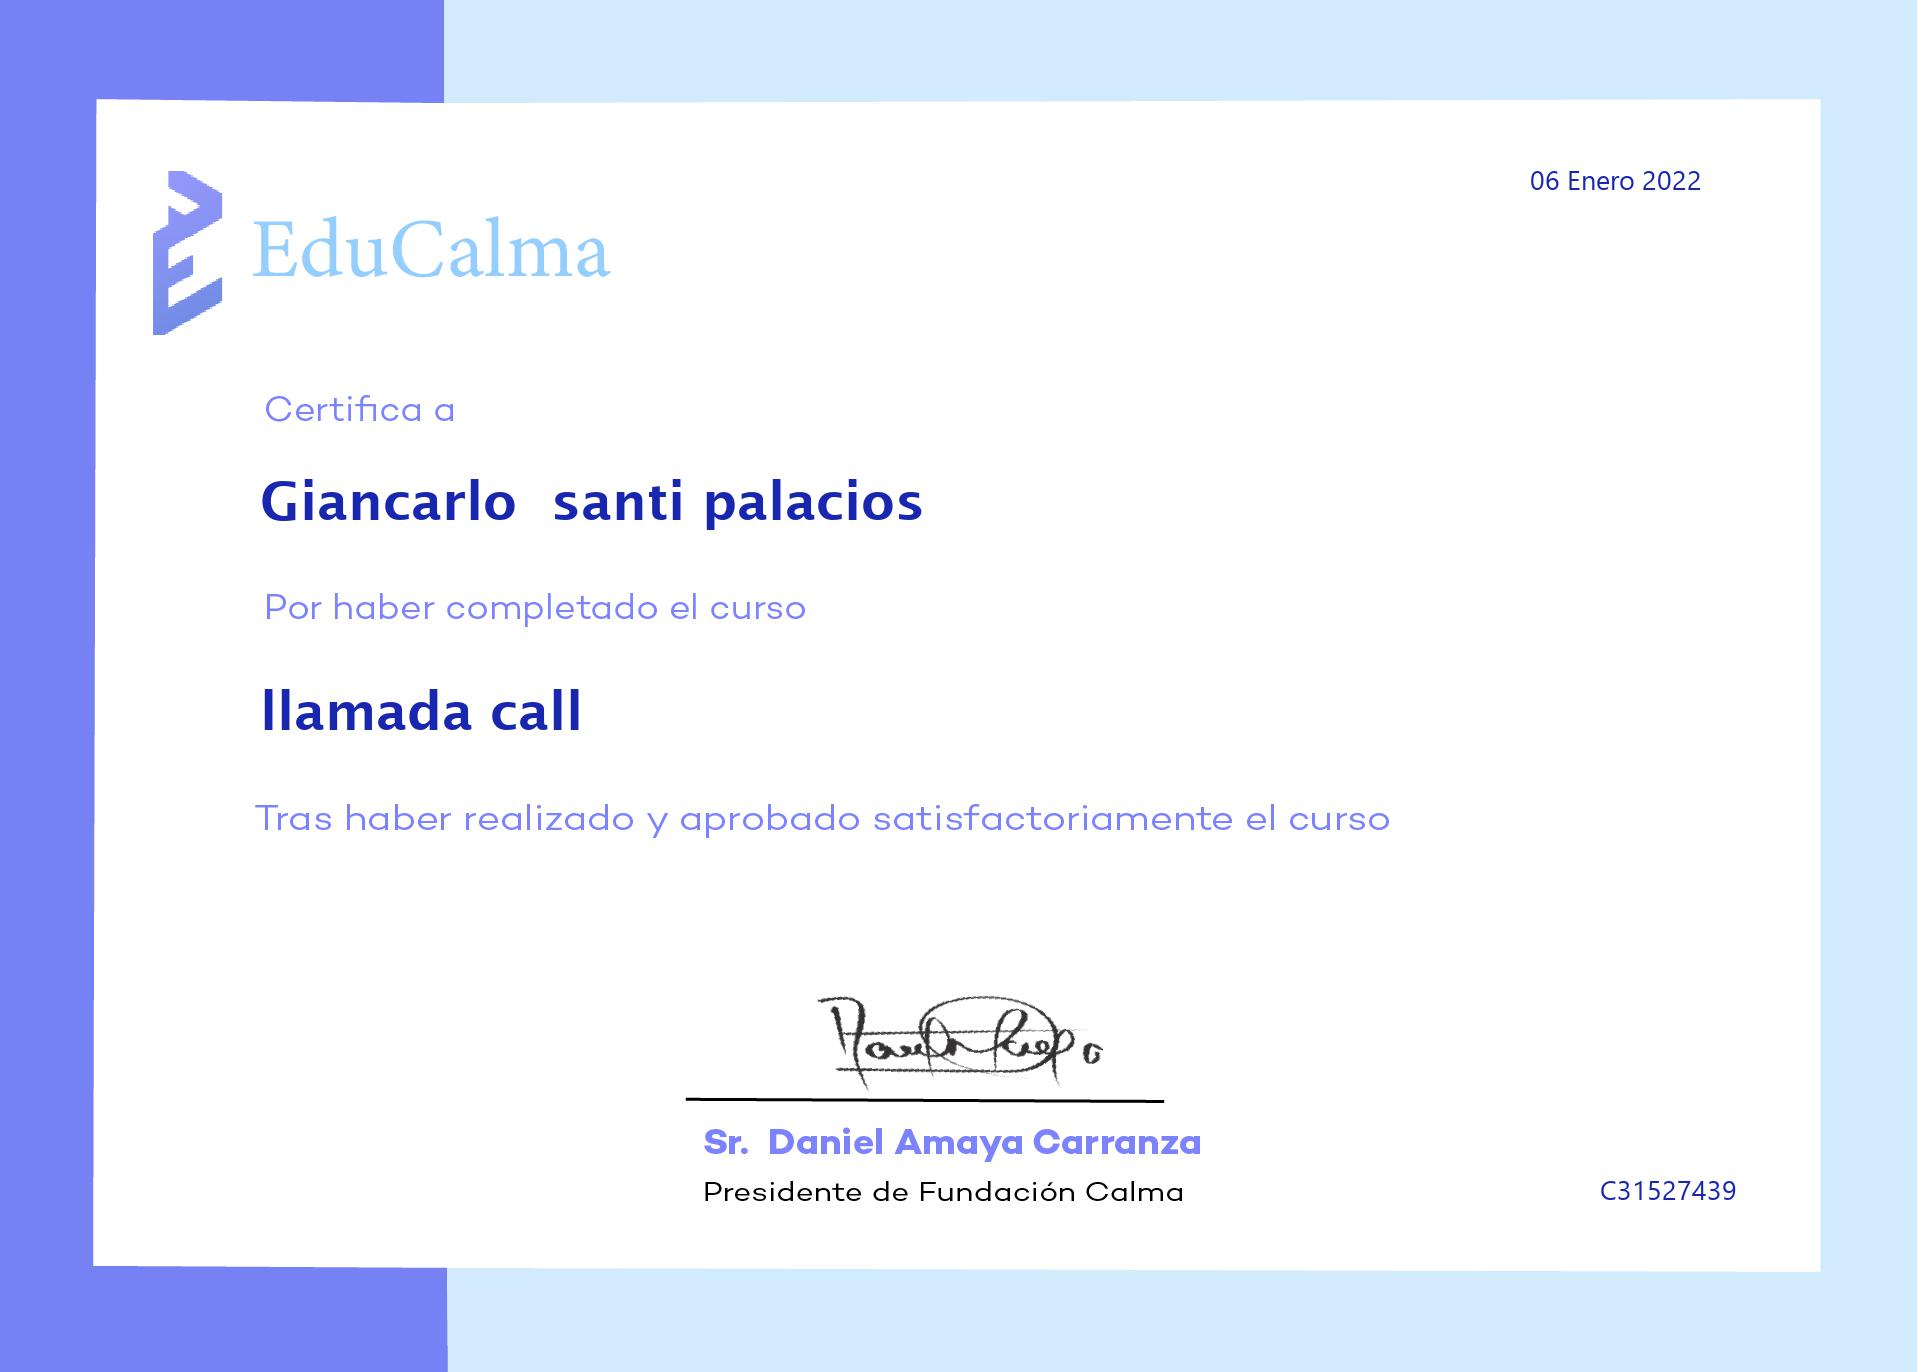 06 Enero 2022
EduCalma
Certifica a
Giancarlo  santi palacios
Por haber completado el curso
llamada call
Tras haber realizado y aprobado satisfactoriamente el curso
Sr.  Daniel Amaya Carranza
Presidente de Fundación Calma
C31527439